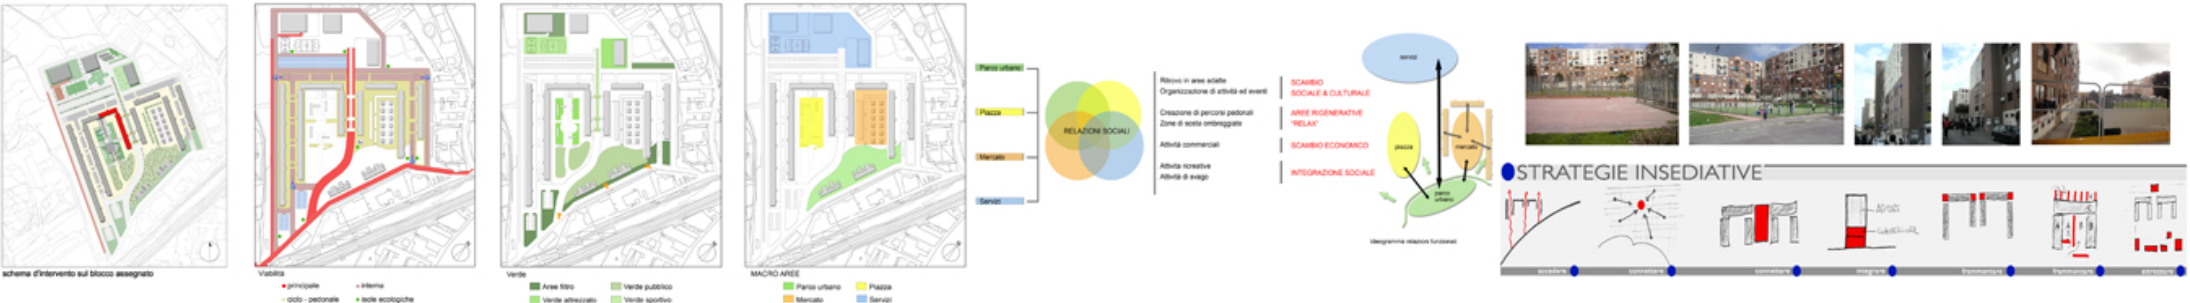 schema d'intervento sul blocco assegnato
Viabilità
principale
interna
ciclo - pedonale
isole ecologiche
Verde
Aree filtro
Verde pubblico
Verde attrezzato
Verde sportivo
MACRO AREE
Parco urbano
Piazza
Mercato
Servizi
Parco urbano
Piazza
Mercato
Servizi
RELAZIONI SOCIALI
Ritrovo in aree adatte
Organizzazione di attività ed eventi
Creazione di percorsi pedonali
Zone di sosta ombreggiate
Attività commerciali
Attività ricreative
Attività di svago
SCAMBIO
SOCIALE & CULTURALE
AREE RIGENERATIVE
"RELAX"
SCAMBIO ECONOMICO
INTEGRAZIONE SOCIALE
servizi
piazza
mercato
parco
urbano
ideogramma relazioni funzionali
STRATEGIE INSEDIATIVE
accedere
connettere
connettere
integrare
frammentare
frammentare
attrezzare